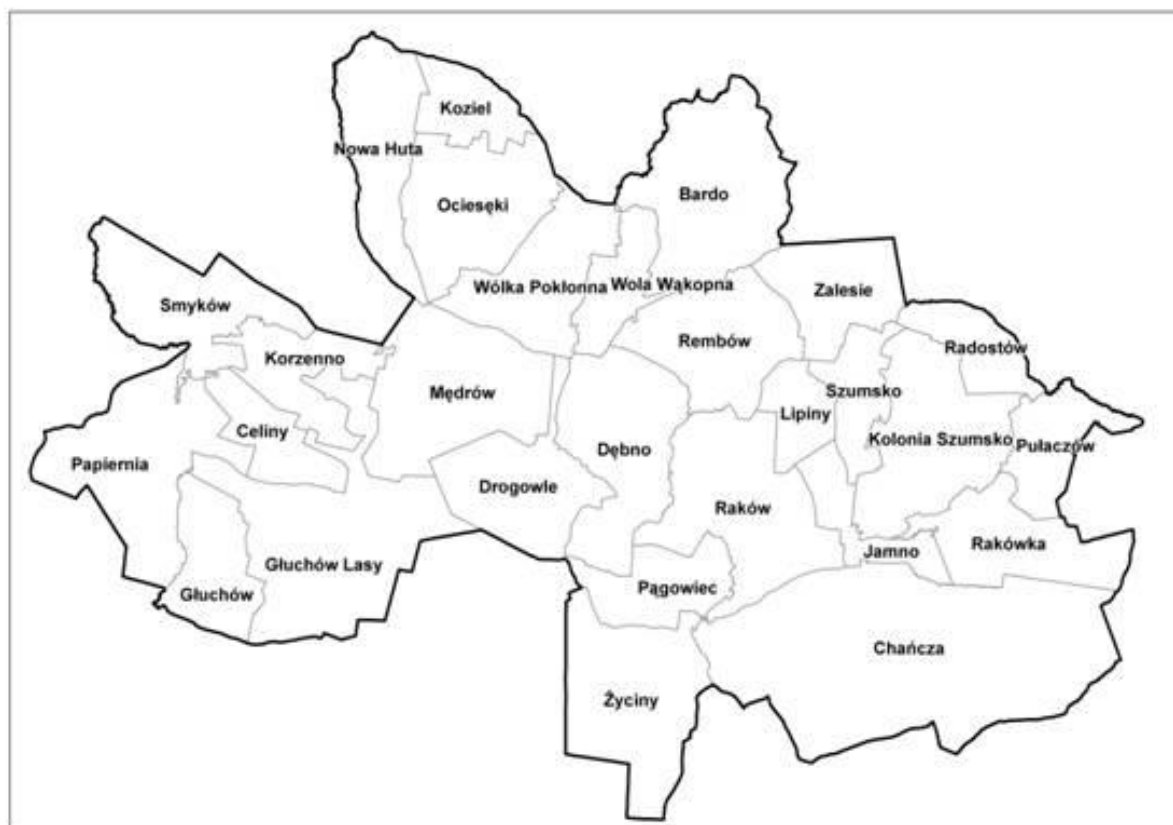 Koziel
Nowa Huta
Bardo
Ociesęki
Wólka Pokłonna
Wola Wąkopna
Zalesie
Smyków
Rembów
Radostów
Korzenno
Mędrów
Szumsko
Lipiny
Celiny
Kolonia Szumsko
Pułaczów
Dębno
Papiernia
Drogowle
Raków
Rakówka
Jamno
Głuchów Lasy
Głuchów
Pągowiec
Chańcza
Życiny